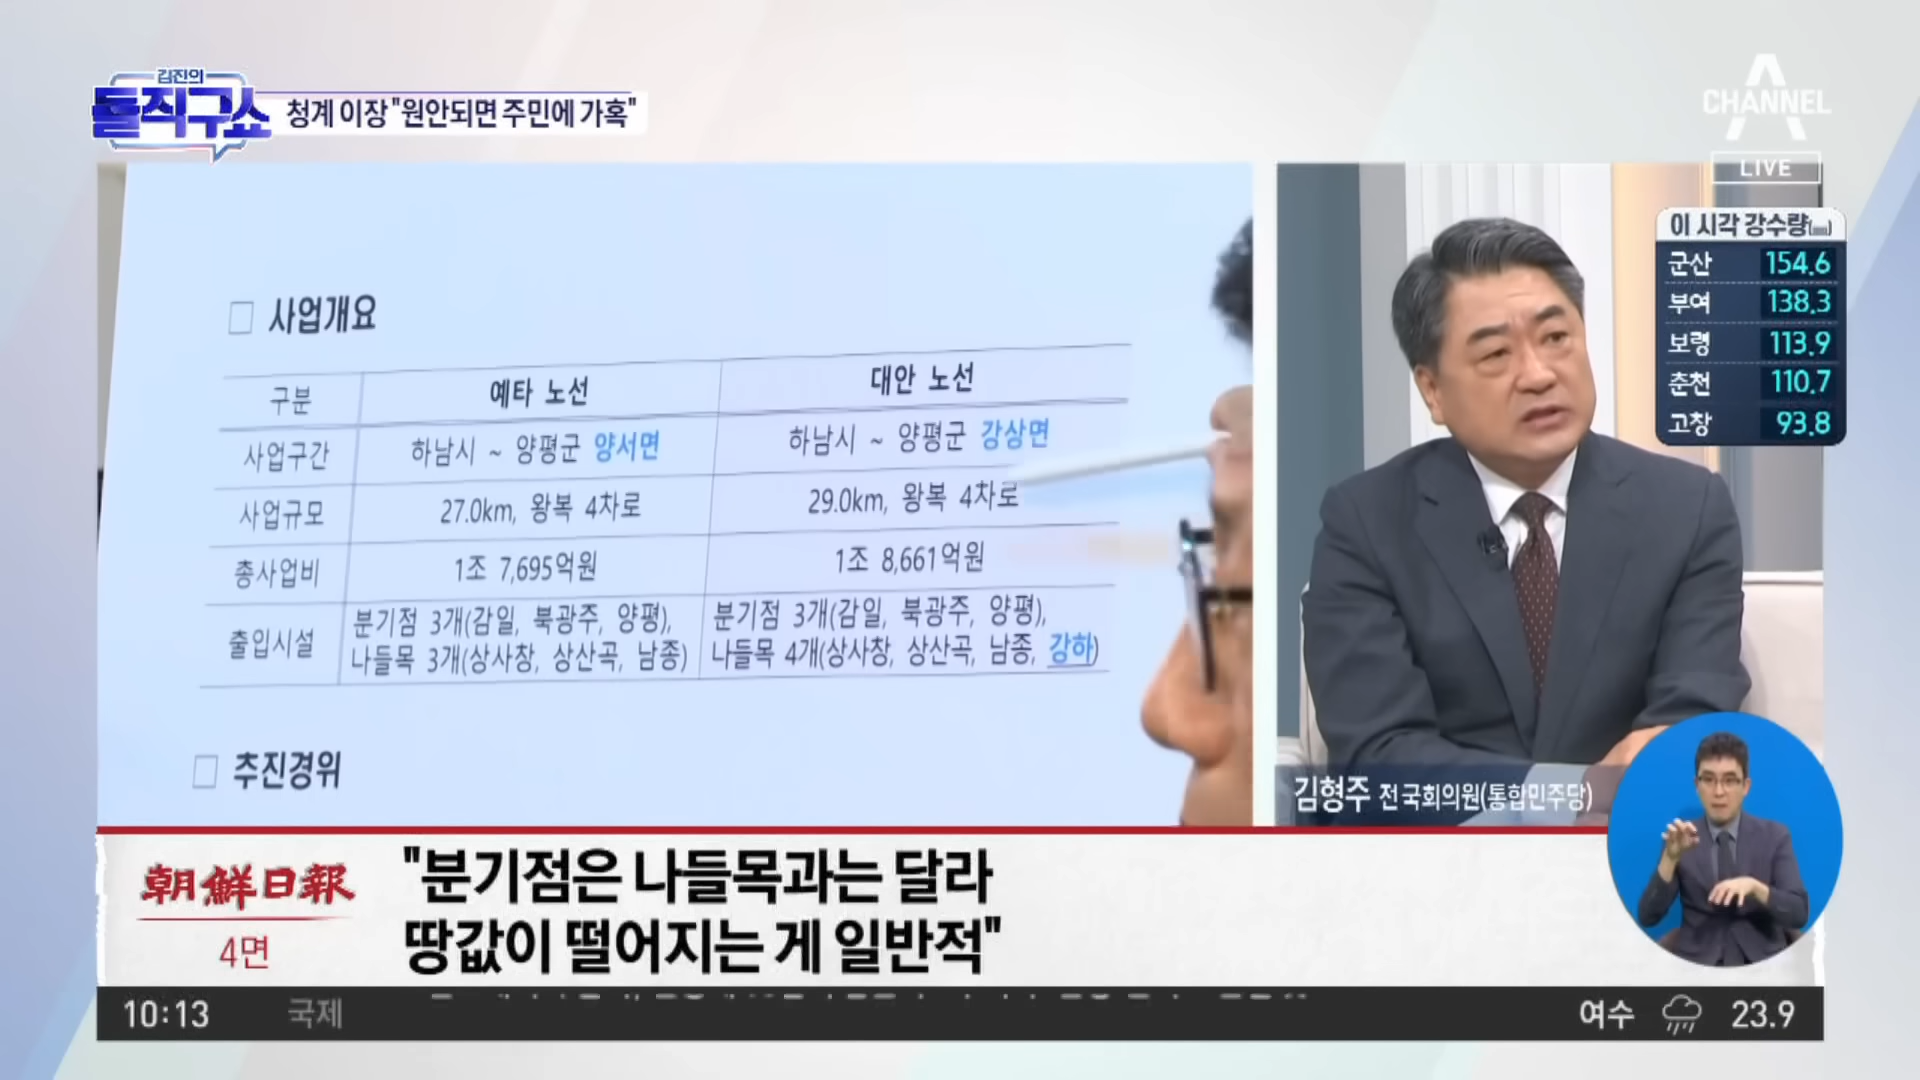 김진의
돌직구쇼
청계 이장 "원안되면 주민에 가혹"
CHANNEL A
LIVE
이 시각 강수량(㎜)
군산 154.6
부여 138.3
보령 113.9
춘천 110.7
고창 93.8
□ 사업개요
구분 예타 노선 대안 노선
사업구간 하남시 ~ 양평군 양서면 하남시 ~ 양평군 강상면
사업규모 27.0km, 왕복 4차로 29.0km, 왕복 4차로
총사업비 1조 7,695억원 1조 8,661억원
출입시설 분기점 3개(감일, 북광주, 양평), 분기점 3개(감일, 북광주, 양평),
나들목 3개(상사창, 상산곡, 남종) 나들목 4개(상사창, 상산곡, 남종, 강하)
□ 추진경위
김형주 전 국회의원(통합민주당)
朝鮮日報
4면
"분기점은 나들목과는 달라
땅값이 떨어지는 게 일반적"
10:13 국제
여수 23.9